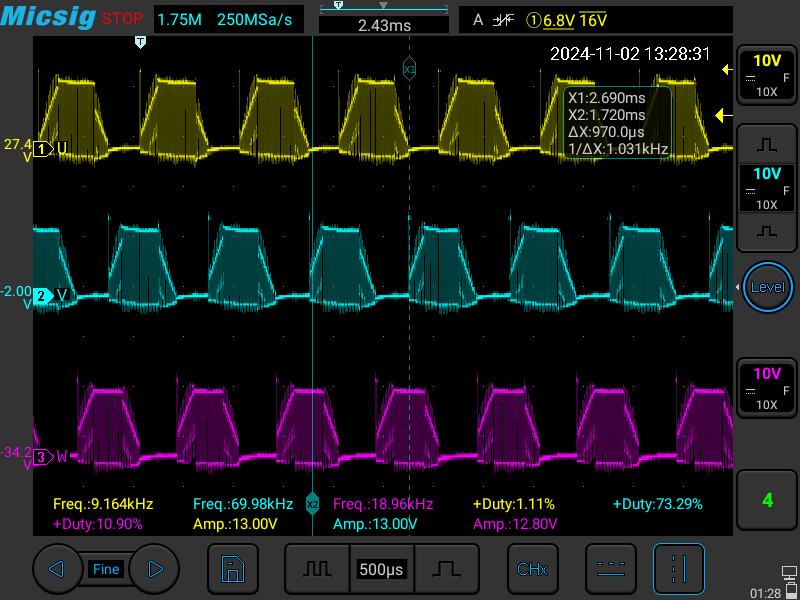 Micsig STOP 1.75M 250MSa/s T 2.43ms A 1 6.8V 16V
T
2024-11-02 13:28:31
10V
F
10X
X1
X1:2.690ms
X2:1.720ms
ΔX:970.0µs
1/ΔX:1.031kHz
27.4
V
1 U
10V
F
10X
-2.00
V
2 V
Level
10V
F
10X
-34.2
V
3 W
Freq.:9.164kHz Freq.:69.98kHz X2 Freq.:18.96kHz +Duty:1.11% +Duty:73.29%
+Duty:10.90% Amp.:13.00V Amp.:13.00V Amp.:12.80V
4
Fine 500µs CHx
01:28